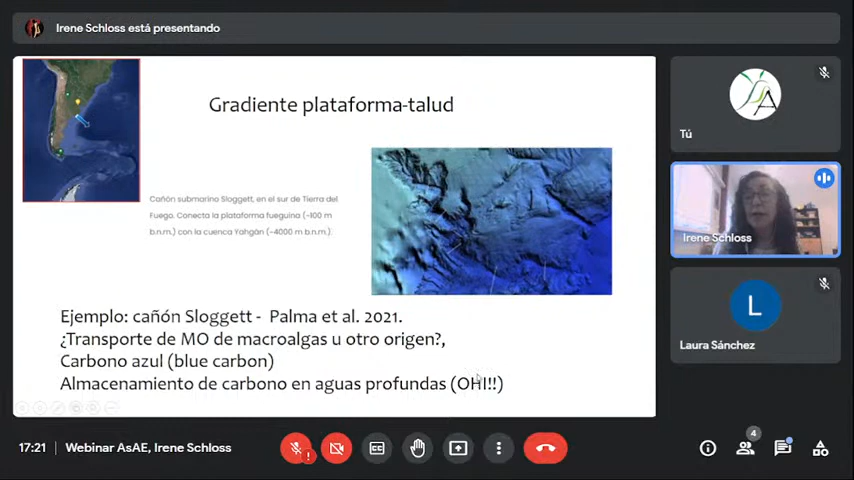 Irene Schloss está presentando
Gradiente plataforma-talud
Cañón submarino Sloggett, en el sur de Tierra del
Fuego. Conecta la plataforma fueguina (~100 m
b.n.m.) con la cuenca Yahgán (~4000 m b.n.m.).
Ejemplo: cañón Sloggett - Palma et al. 2021.
¿Transporte de MO de macroalgas u otro origen?,
Carbono azul (blue carbon)
Almacenamiento de carbono en aguas profundas (OHI!!)
Tú
Irene Schloss
L
Laura Sánchez
17:21 | Webinar AsAE, Irene Schloss
4